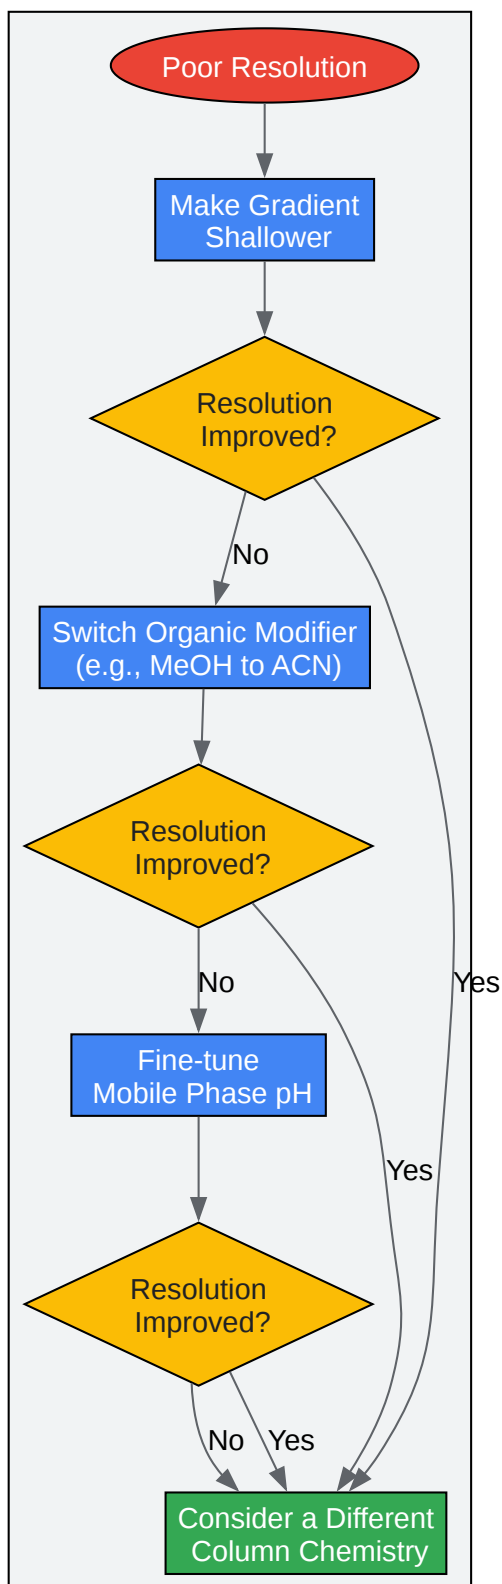 Poor Resolution
Make Gradient
Shallower
Resolution
Improved?
No
Switch Organic Modifier
(e.g., MeOH to ACN)
Resolution
Improved?
No
Yes
Fine-tune
Mobile Phase pH
Yes
Resolution
Improved?
No
Yes
Consider a Different
Column Chemistry